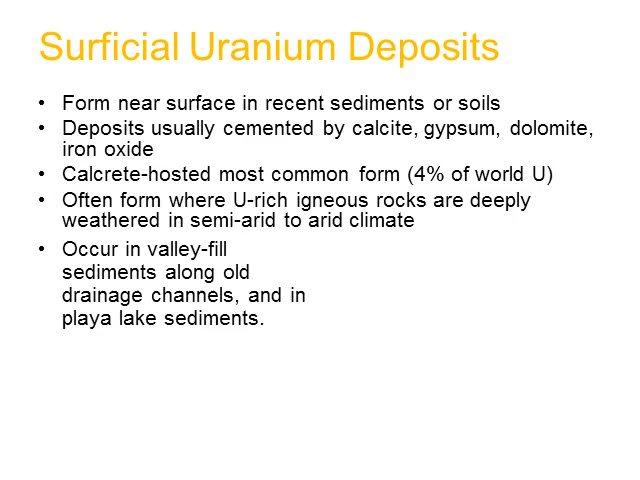 Surficial Uranium Deposits
• Form near surface in recent sediments or soils
• Deposits usually cemented by calcite, gypsum, dolomite,
iron oxide
• Calcrete-hosted most common form (4% of world U)
• Often form where U-rich igneous rocks are deeply
weathered in semi-arid to arid climate
• Occur in valley-fill
sediments along old
drainage channels, and in
playa lake sediments.